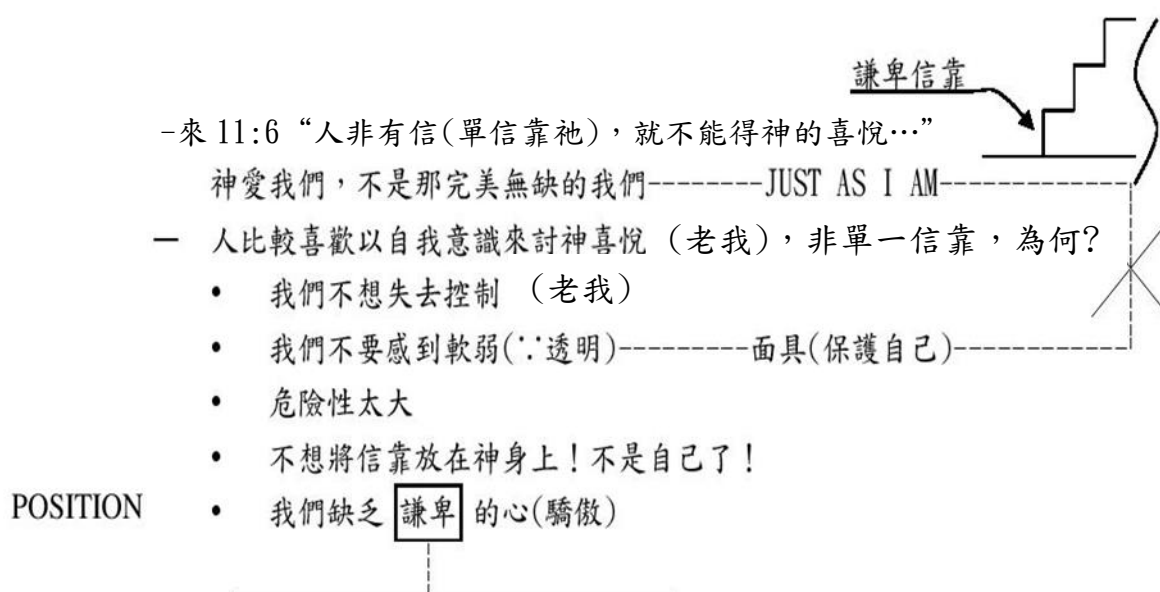 謙卑信靠
-來 11:6 “人非有信(單信靠祂)，就不能得神的喜悅…”
神愛我們，不是那完美無缺的我們--------JUST AS I AM
— 人比較喜歡以自我意識來討神喜悅 (老我)，非單一信靠，為何?
• 我們不想失去控制 (老我)
• 我們不要感到軟弱(∵透明)---------面具(保護自己)
• 危險性太大
• 不想將信靠放在神身上！不是自己了！
POSITION • 我們缺乏 謙卑 的心(驕傲)